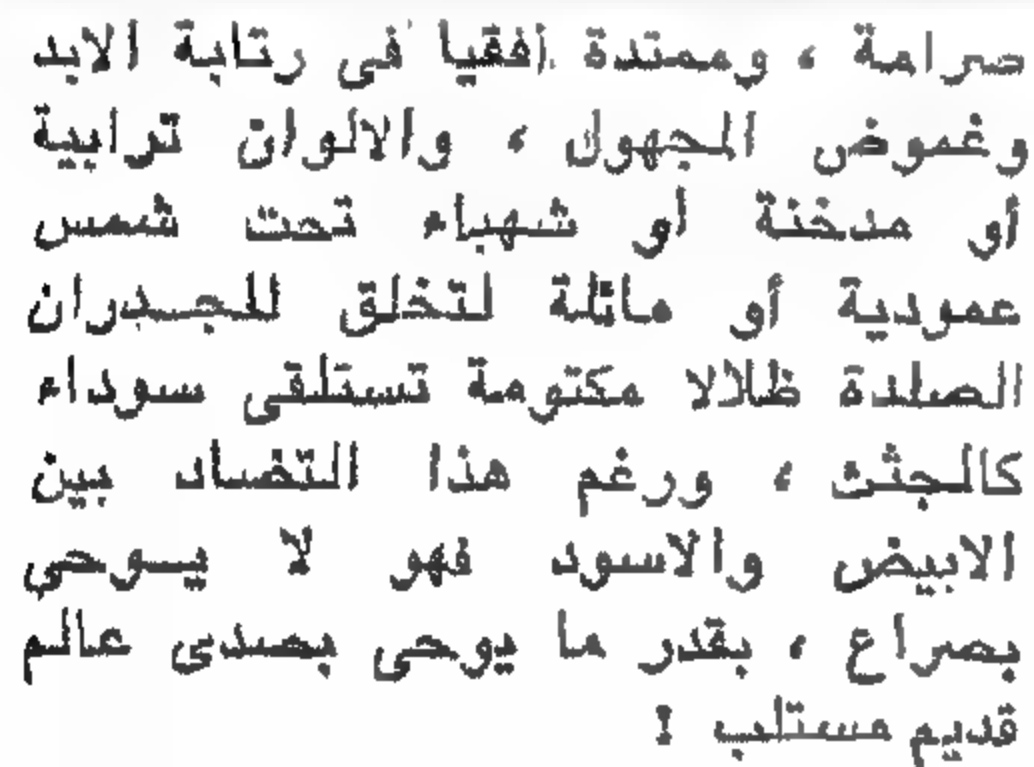 صرامة ، وممتدة أفقيا فى رتابة الابد
وغموض المجهول ، والالوان ترابية
أو مدخنة أو شهباء تحت شمس
عمودية أو مائلة لتخلق للجدران
الصلدة ظلالا مكتومة تستلقى سوداء
كالجثث ، ورغم هذا التضاد بين
الابيض والاسود فهو لا يوحي
بصراع ، بقدر ما يوحى بصدى عالم
قديم مستلب !